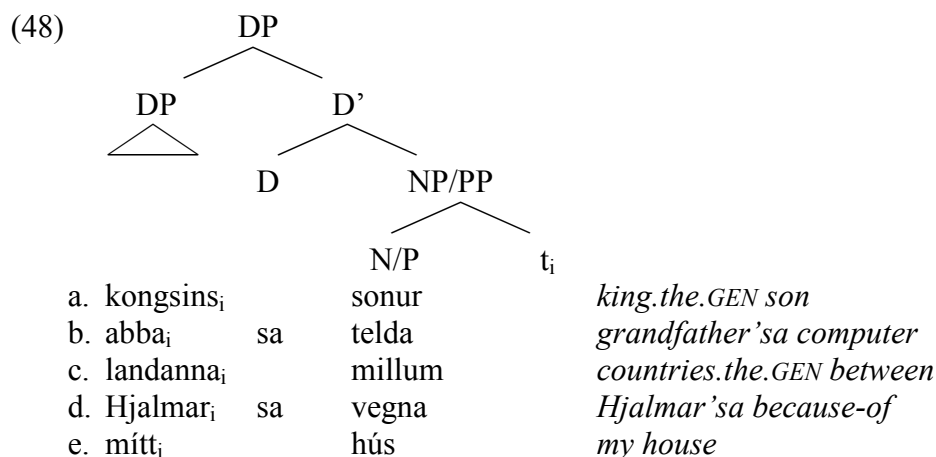 (48) DP
DP D’
D NP/PP
N/P tᵢ
a. kongsinsᵢ sonur king.the.GEN son
b. abbaᵢ sa telda grandfather’sa computer
c. landannaᵢ millum countries.the.GEN between
d. Hjalmarᵢ sa vegna Hjalmar’sa because-of
e. míttᵢ hús my house